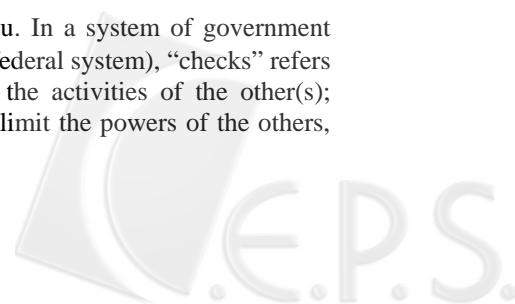 u. In a system of government
ederal system), “checks” refers
the activities of the other(s);
limit the powers of the others,
C.E.P.S.